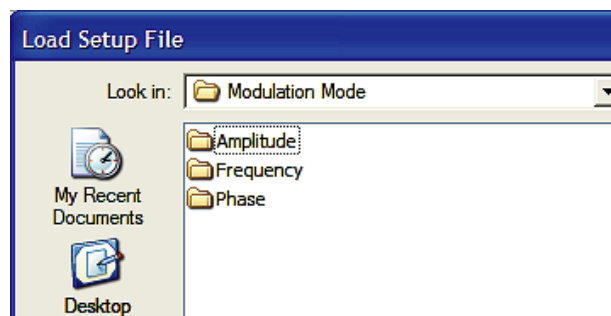 Load Setup File
Look in: Modulation Mode
Amplitude
Frequency
Phase
My Recent
Documents
Desktop